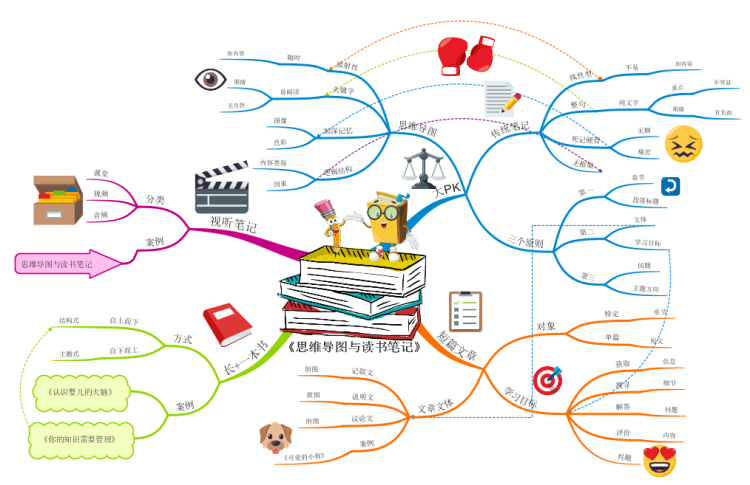 《思维导图与读书笔记》
大PK
思维导图
放射性
随时
加内容
关键字
易阅读
眼睛
无负担
加深记忆
图像
色彩
逻辑结构
内容类别
因果
传统笔记
线性型
不易
加内容
整句
纯文字
重点
不突显
眼睛
有负担
死记硬背
无聊
痛苦
无框架
三个原则
第一
章节
段落标题
第二
文体
学习目标
第三
问题
主题方向
短篇文章
对象
特定
章节
单篇
短文
学习目标
获取
信息
搜寻
细节
解答
问题
评价
内容
兴趣
文章文体
记叙文
附图
说明文
附图
议论文
附图
案例
《可爱的小狗》
长+一本书
方式
自上而下
结构式
自下而上
主题式
案例
《认识婴儿的大脑》
《你的知识需要管理》
视听笔记
分类
课堂
视频
音频
案例
思维导图与读书笔记